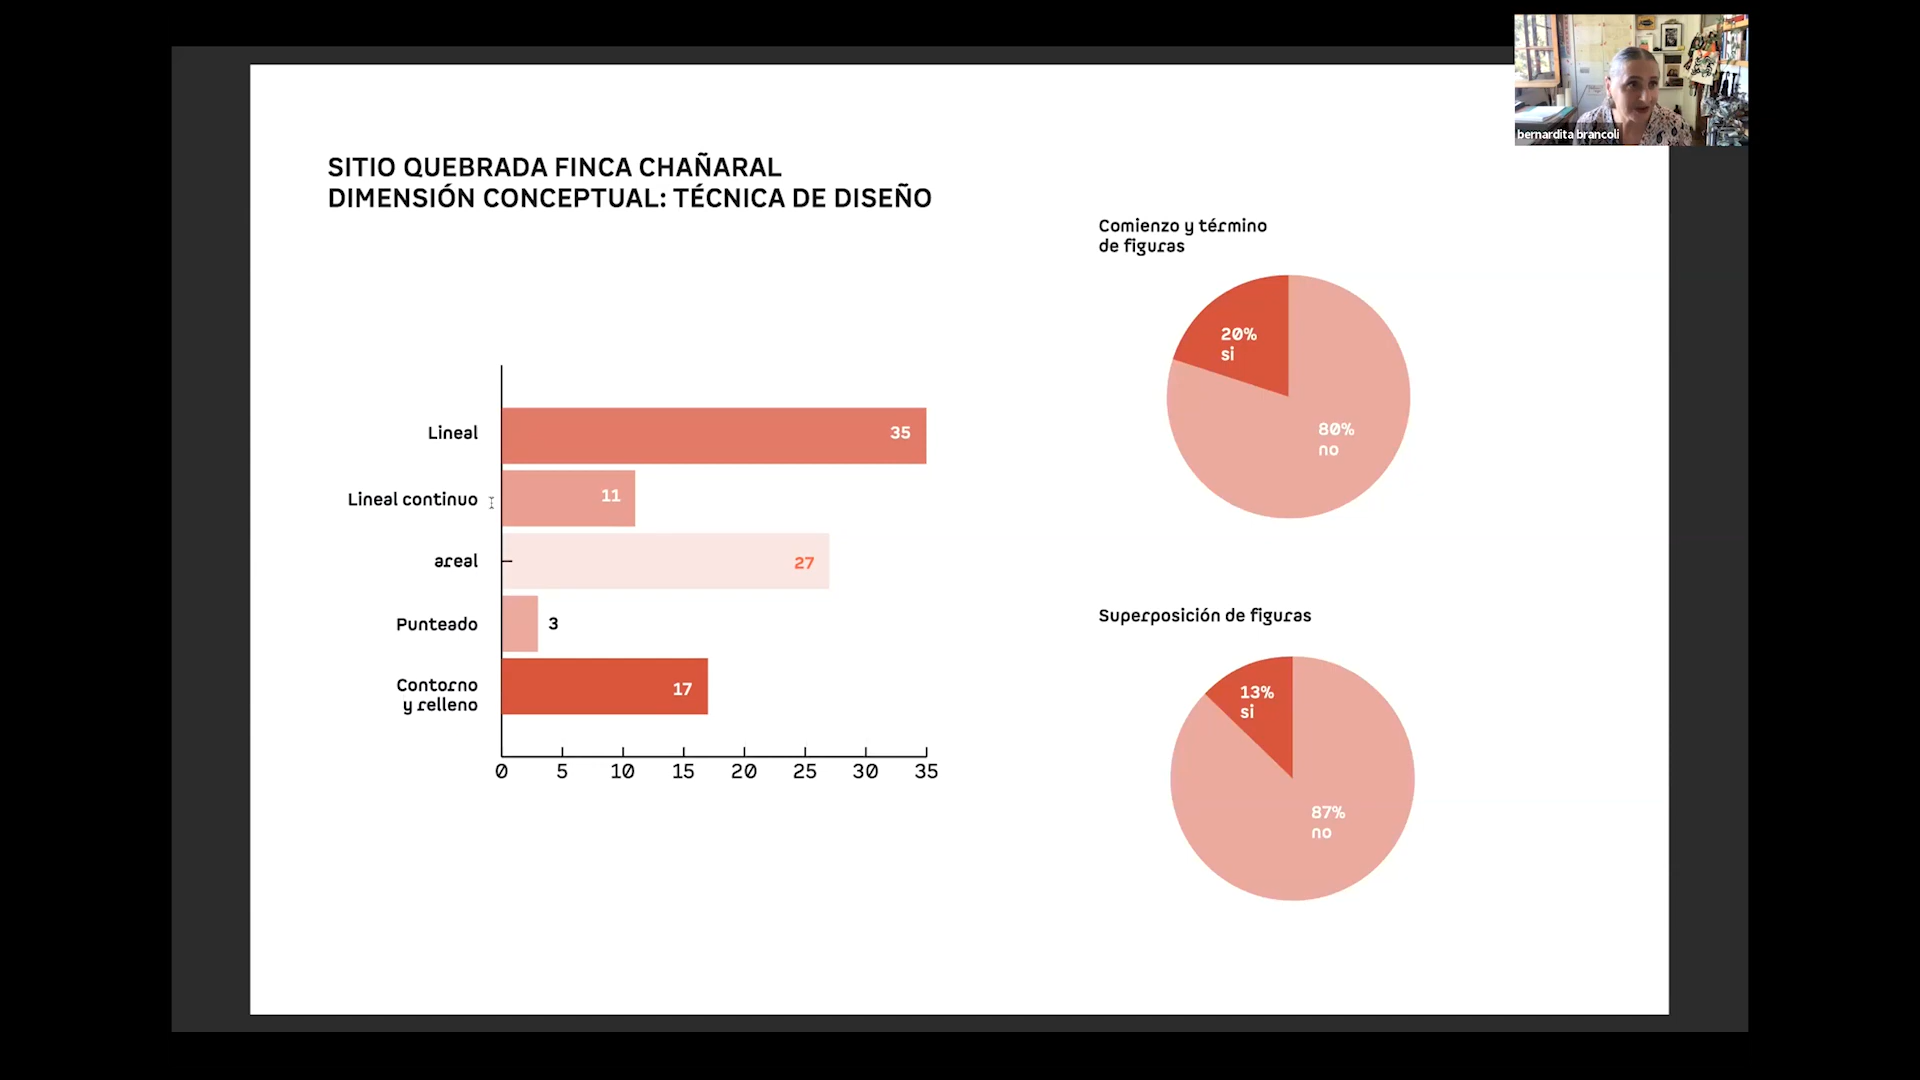 bernardita brancoli
SITIO QUEBRADA FINCA CHAÑARAL
DIMENSIÓN CONCEPTUAL: TÉCNICA DE DISEÑO
Lineal
35
Lineal continuo
11
areal
27
Punteado
3
Contorno
y relleno
17
0 5 10 15 20 25 30 35
Comienzo y término
de figuras
20%
si
80%
no
Superposición de figuras
13%
si
87%
no